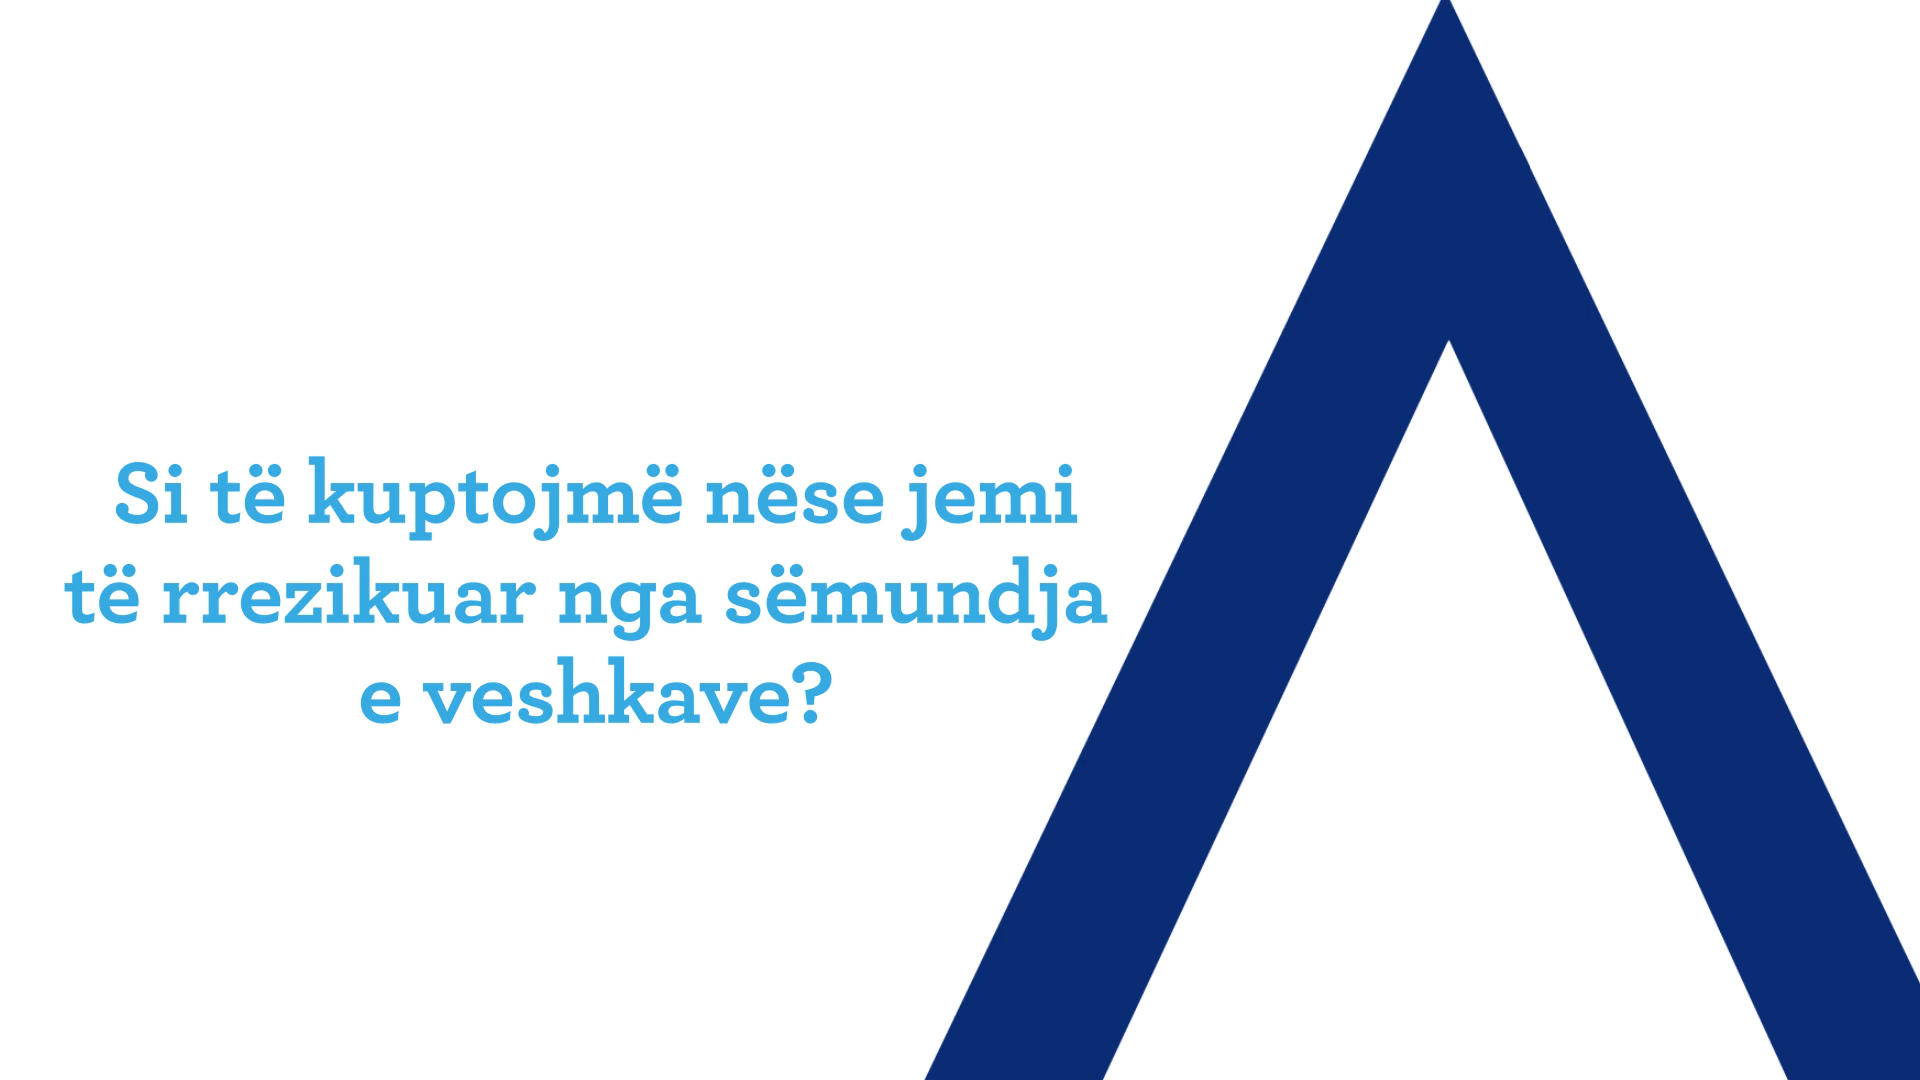 Si të kuptojmë nëse jemi
të rrezikuar nga sëmundja
e veshkave?